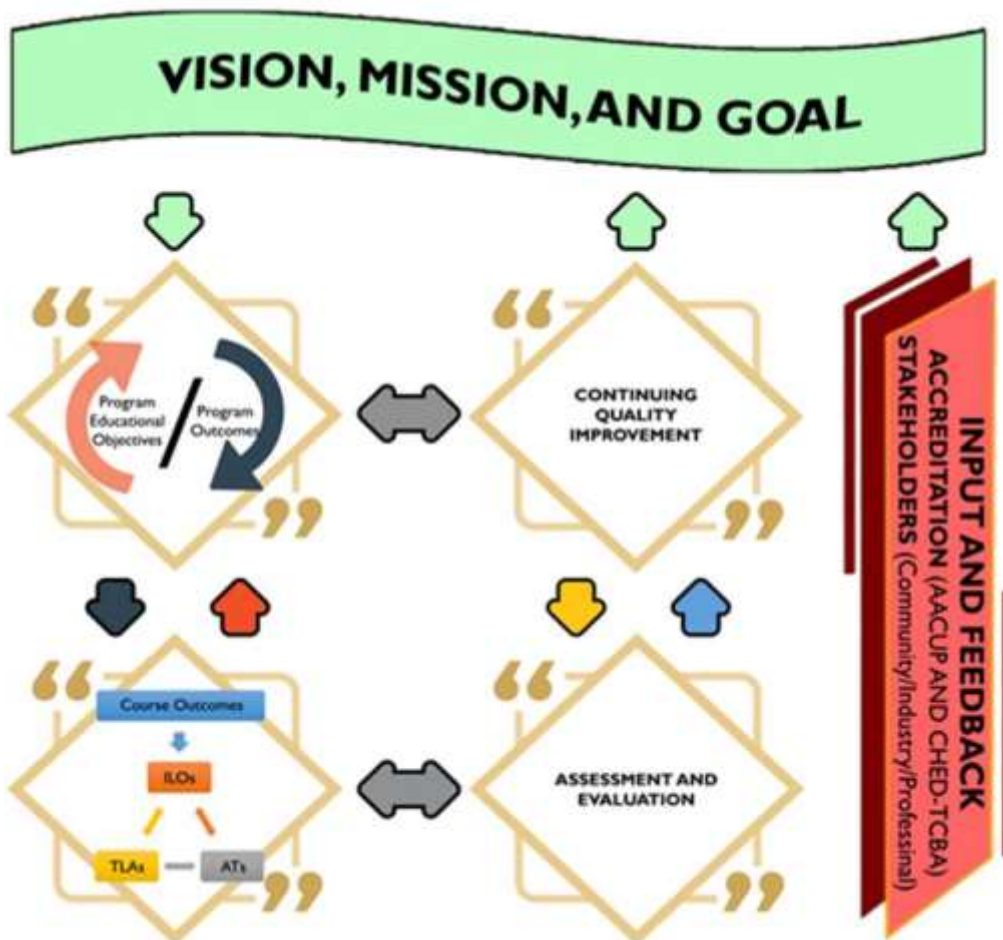 VISION, MISSION, AND GOAL
Program
Educational
Objectives
/
Program
Outcomes
CONTINUING
QUALITY
IMPROVEMENT
INPUT AND FEEDBACK
ACCREDITATION (AACUP AND CHED-TCBA)
STAKEHOLDERS (Community/Industry/Professinal)
Course Outcomes
ILOs
TLAs
ATs
ASSESSMENT AND
EVALUATION